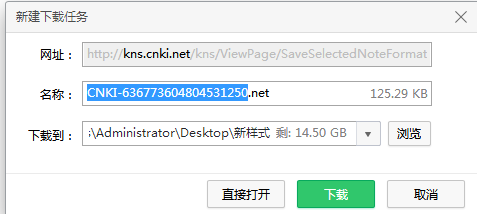 新建下载任务
网址： http://kns.cnki.net/kns/ViewPage/SaveSelectedNoteFormat
名称： CNKI-636773604804531250.net 125.29 KB
下载到： \Administrator\Desktop\新样式 剩: 14.50 GB 浏览
直接打开 下载 取消